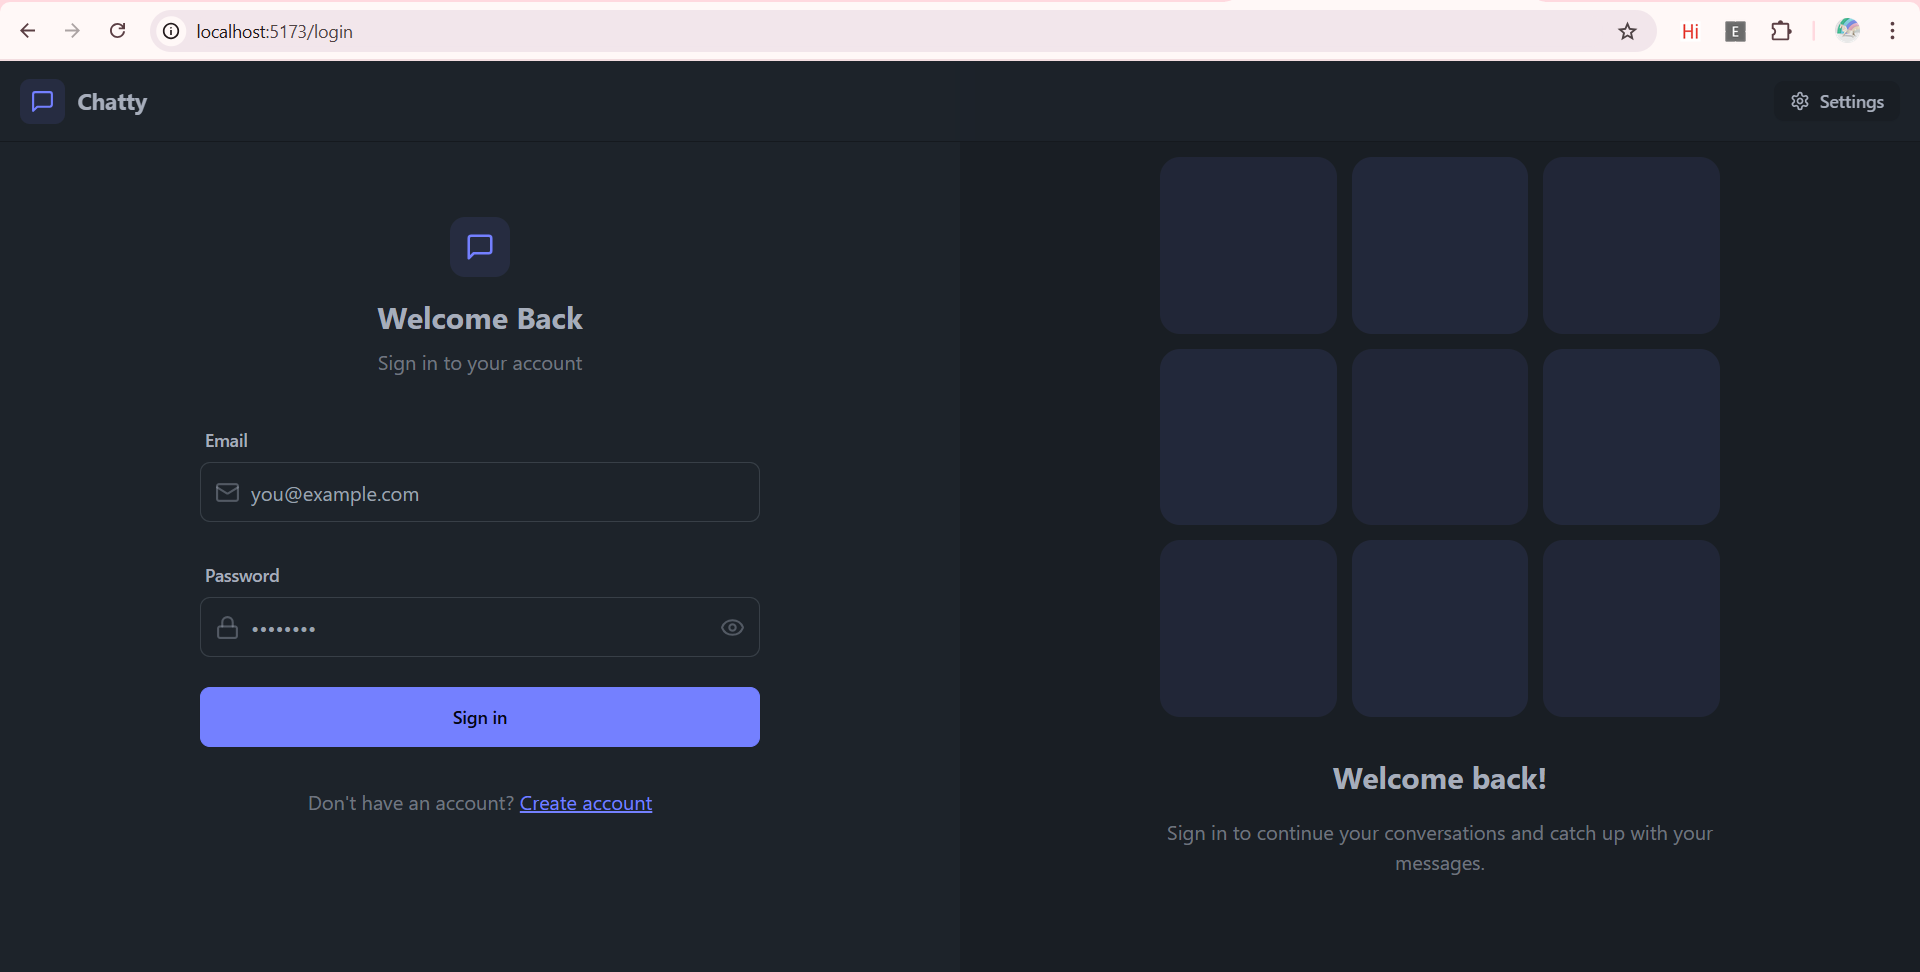 localhost:5173/login
Hi
E
Chatty
Settings
Welcome Back
Sign in to your account
Email
you@example.com
Password
••••••••
Sign in
Don't have an account? Create account
Welcome back!
Sign in to continue your conversations and catch up with your
messages.